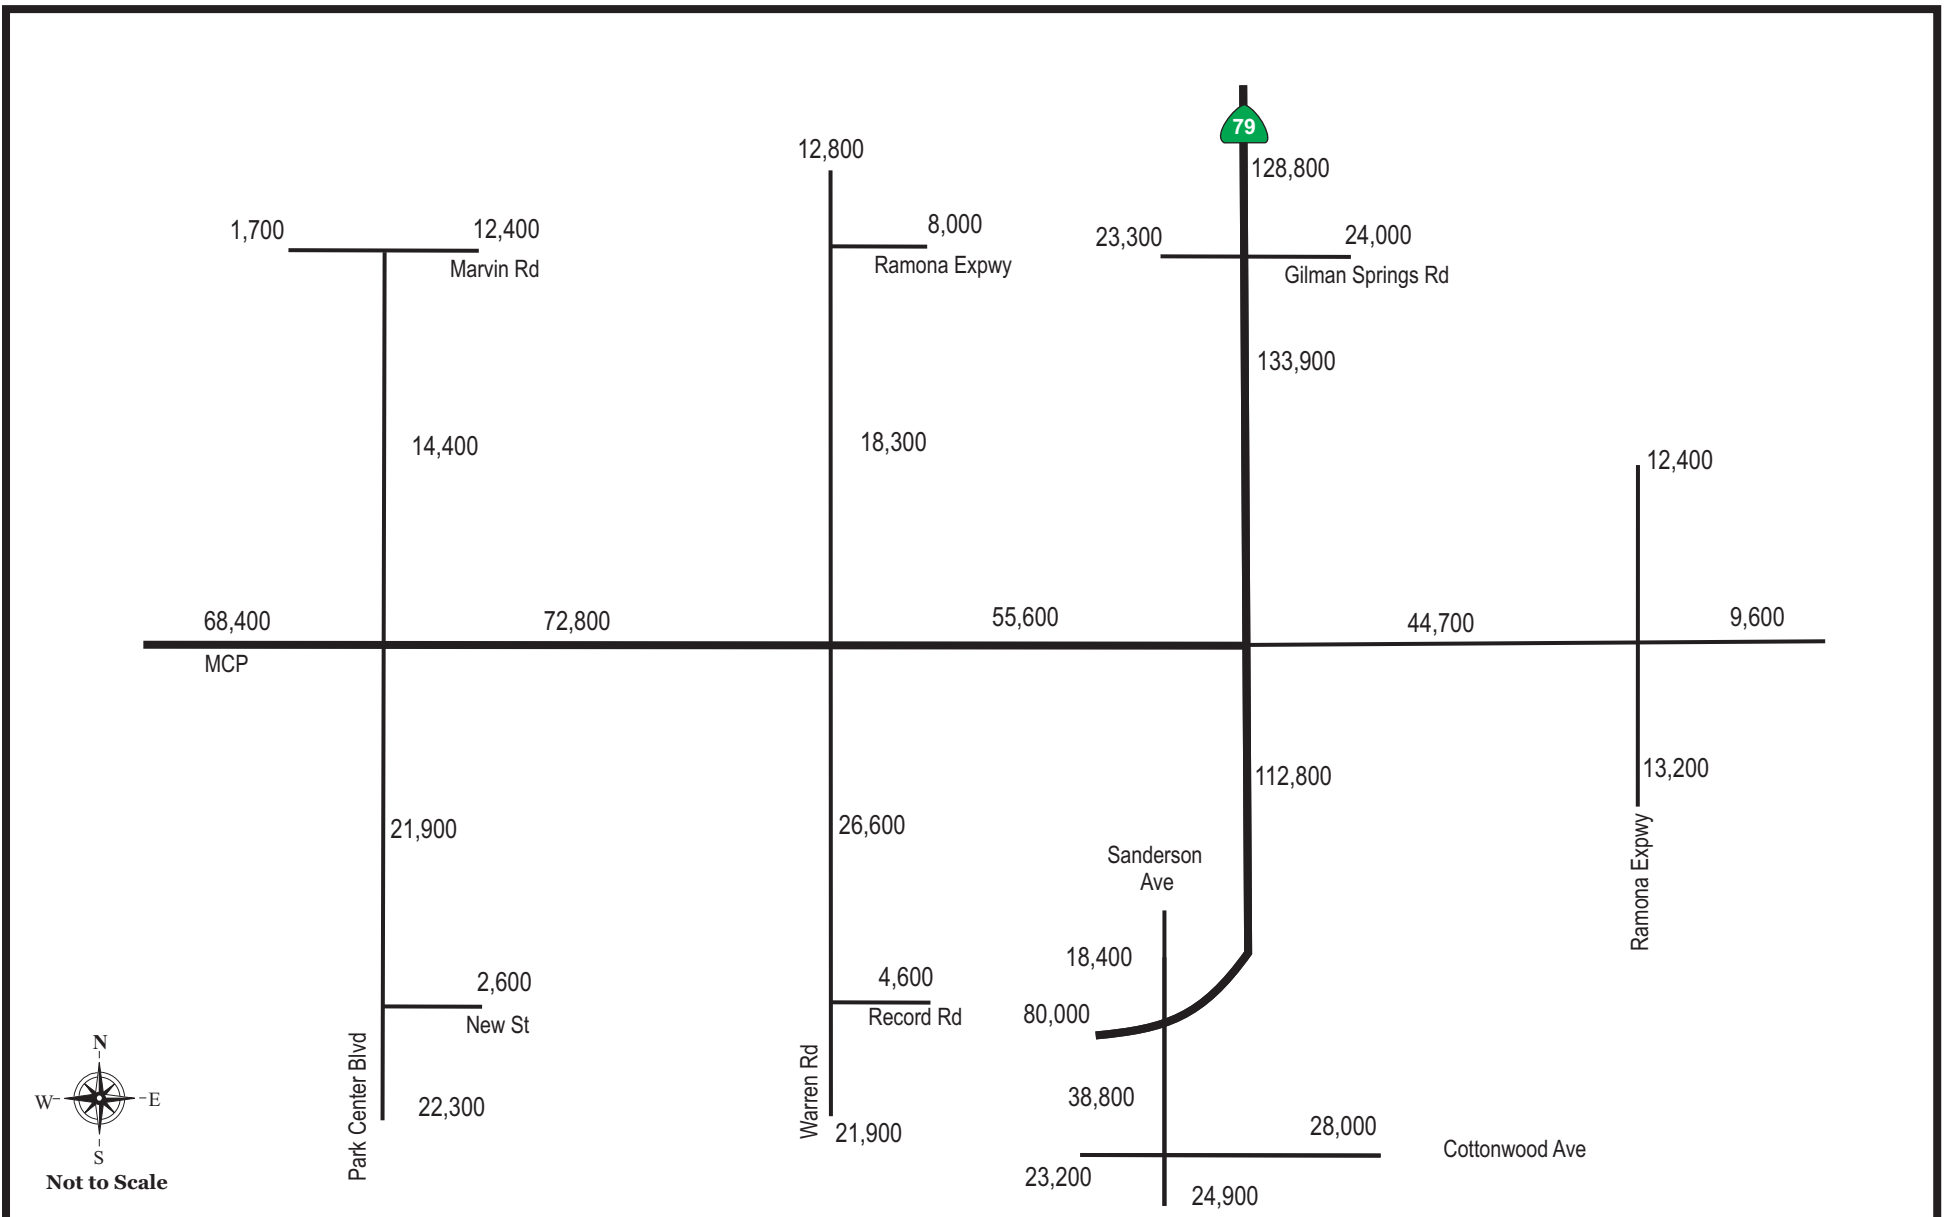 79
128,800
12,800
1,700
12,400
Marvin Rd
8,000
Ramona Expwy
23,300
24,000
Gilman Springs Rd
133,900
14,400
18,300
12,400
68,400
72,800
55,600
44,700
9,600
MCP
112,800
13,200
21,900
26,600
Sanderson
Ave
Ramona Expwy
18,400
2,600
New St
4,600
Record Rd
80,000
Park Center Blvd
22,300
Warren Rd
21,900
38,800
28,000
Cottonwood Ave
23,200
24,900
N
W
E
S
Not to Scale